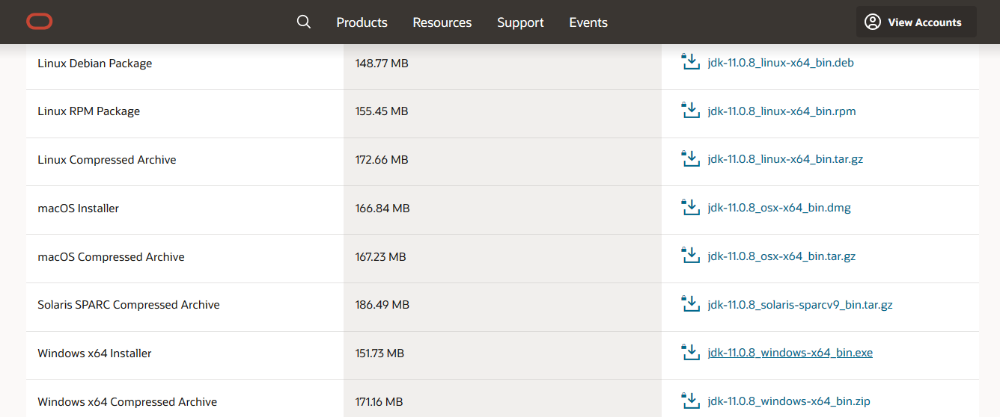 Products Resources Support Events View Accounts
Linux Debian Package 148.77 MB jdk-11.0.8_linux-x64_bin.deb
Linux RPM Package 155.45 MB jdk-11.0.8_linux-x64_bin.rpm
Linux Compressed Archive 172.66 MB jdk-11.0.8_linux-x64_bin.tar.gz
macOS Installer 166.84 MB jdk-11.0.8_osx-x64_bin.dmg
macOS Compressed Archive 167.23 MB jdk-11.0.8_osx-x64_bin.tar.gz
Solaris SPARC Compressed Archive 186.49 MB jdk-11.0.8_solaris-sparcv9_bin.tar.gz
Windows x64 Installer 151.73 MB jdk-11.0.8_windows-x64_bin.exe
Windows x64 Compressed Archive 171.16 MB jdk-11.0.8_windows-x64_bin.zip